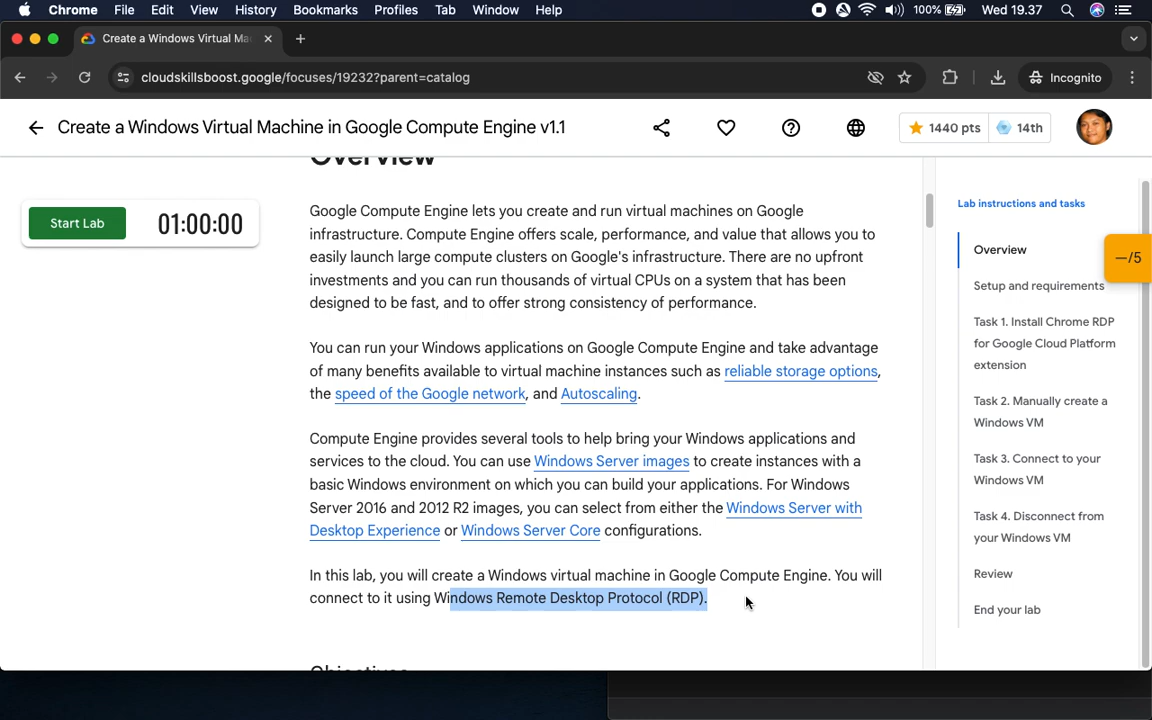 Chrome File Edit View History Bookmarks Profiles Tab Window Help 100% Wed 19.37
Create a Windows Virtual Ma
cloudskillsboost.google/focuses/19232?parent=catalog Incognito
Create a Windows Virtual Machine in Google Compute Engine v1.1 1440 pts 14th
Overview
Start Lab 01:00:00
Google Compute Engine lets you create and run virtual machines on Google
infrastructure. Compute Engine offers scale, performance, and value that allows you to
easily launch large compute clusters on Google's infrastructure. There are no upfront
investments and you can run thousands of virtual CPUs on a system that has been
designed to be fast, and to offer strong consistency of performance.
You can run your Windows applications on Google Compute Engine and take advantage
of many benefits available to virtual machine instances such as reliable storage options,
the speed of the Google network, and Autoscaling.
Compute Engine provides several tools to help bring your Windows applications and
services to the cloud. You can use Windows Server images to create instances with a
basic Windows environment on which you can build your applications. For Windows
Server 2016 and 2012 R2 images, you can select from either the Windows Server with
Desktop Experience or Windows Server Core configurations.
In this lab, you will create a Windows virtual machine in Google Compute Engine. You will
connect to it using Windows Remote Desktop Protocol (RDP).
Objectives
Lab instructions and tasks
Overview
—/5
Setup and requirements
Task 1. Install Chrome RDP
for Google Cloud Platform
extension
Task 2. Manually create a
Windows VM
Task 3. Connect to your
Windows VM
Task 4. Disconnect from
your Windows VM
Review
End your lab